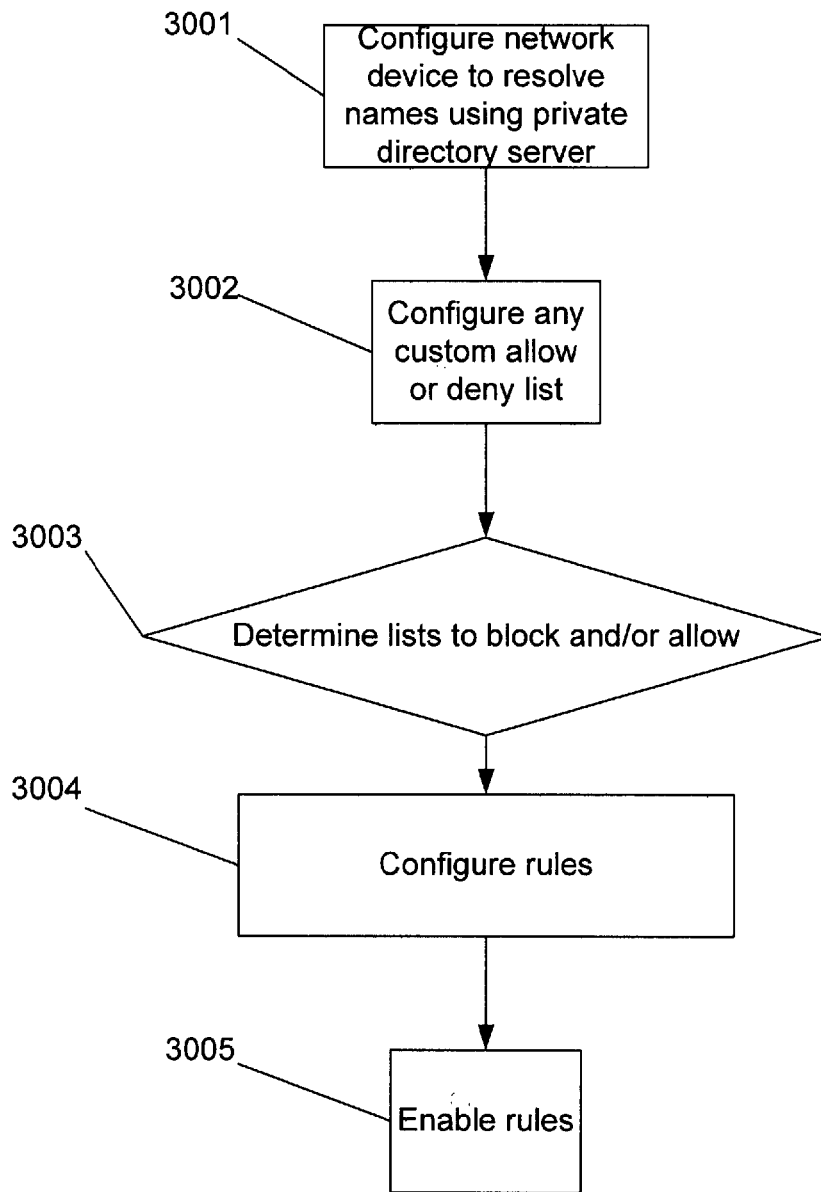 3001
Configure network
device to resolve
names using private
directory server
3002
Configure any
custom allow
or deny list
3003
Determine lists to block and/or allow
3004
Configure rules
3005
Enable rules